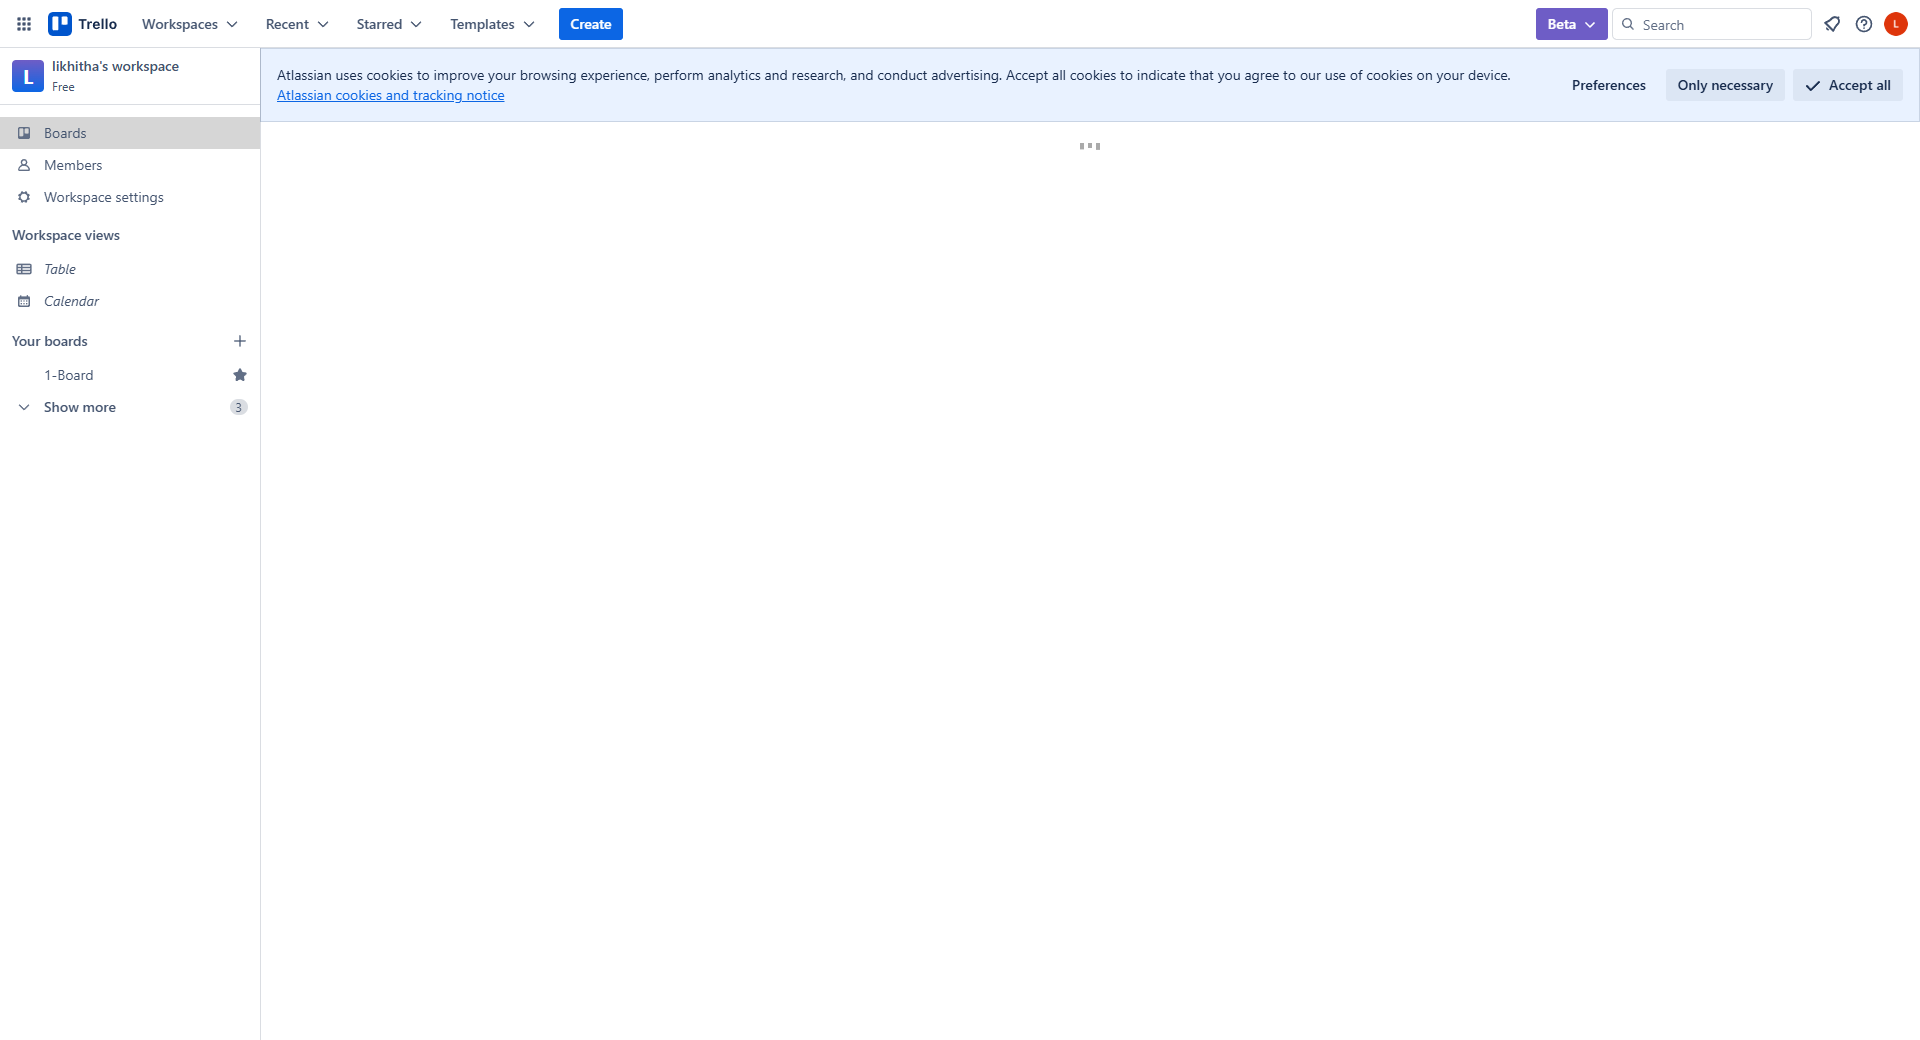 Trello
Workspaces
Recent
Starred
Templates
Create
Beta
Search
L
L
likhitha's workspace
Free
Atlassian uses cookies to improve your browsing experience, perform analytics and research, and conduct advertising. Accept all cookies to indicate that you agree to our use of cookies on your device.
Atlassian cookies and tracking notice
Preferences
Only necessary
Accept all
Boards
Members
Workspace settings
Workspace views
Table
Calendar
Your boards
1-Board
Show more
3